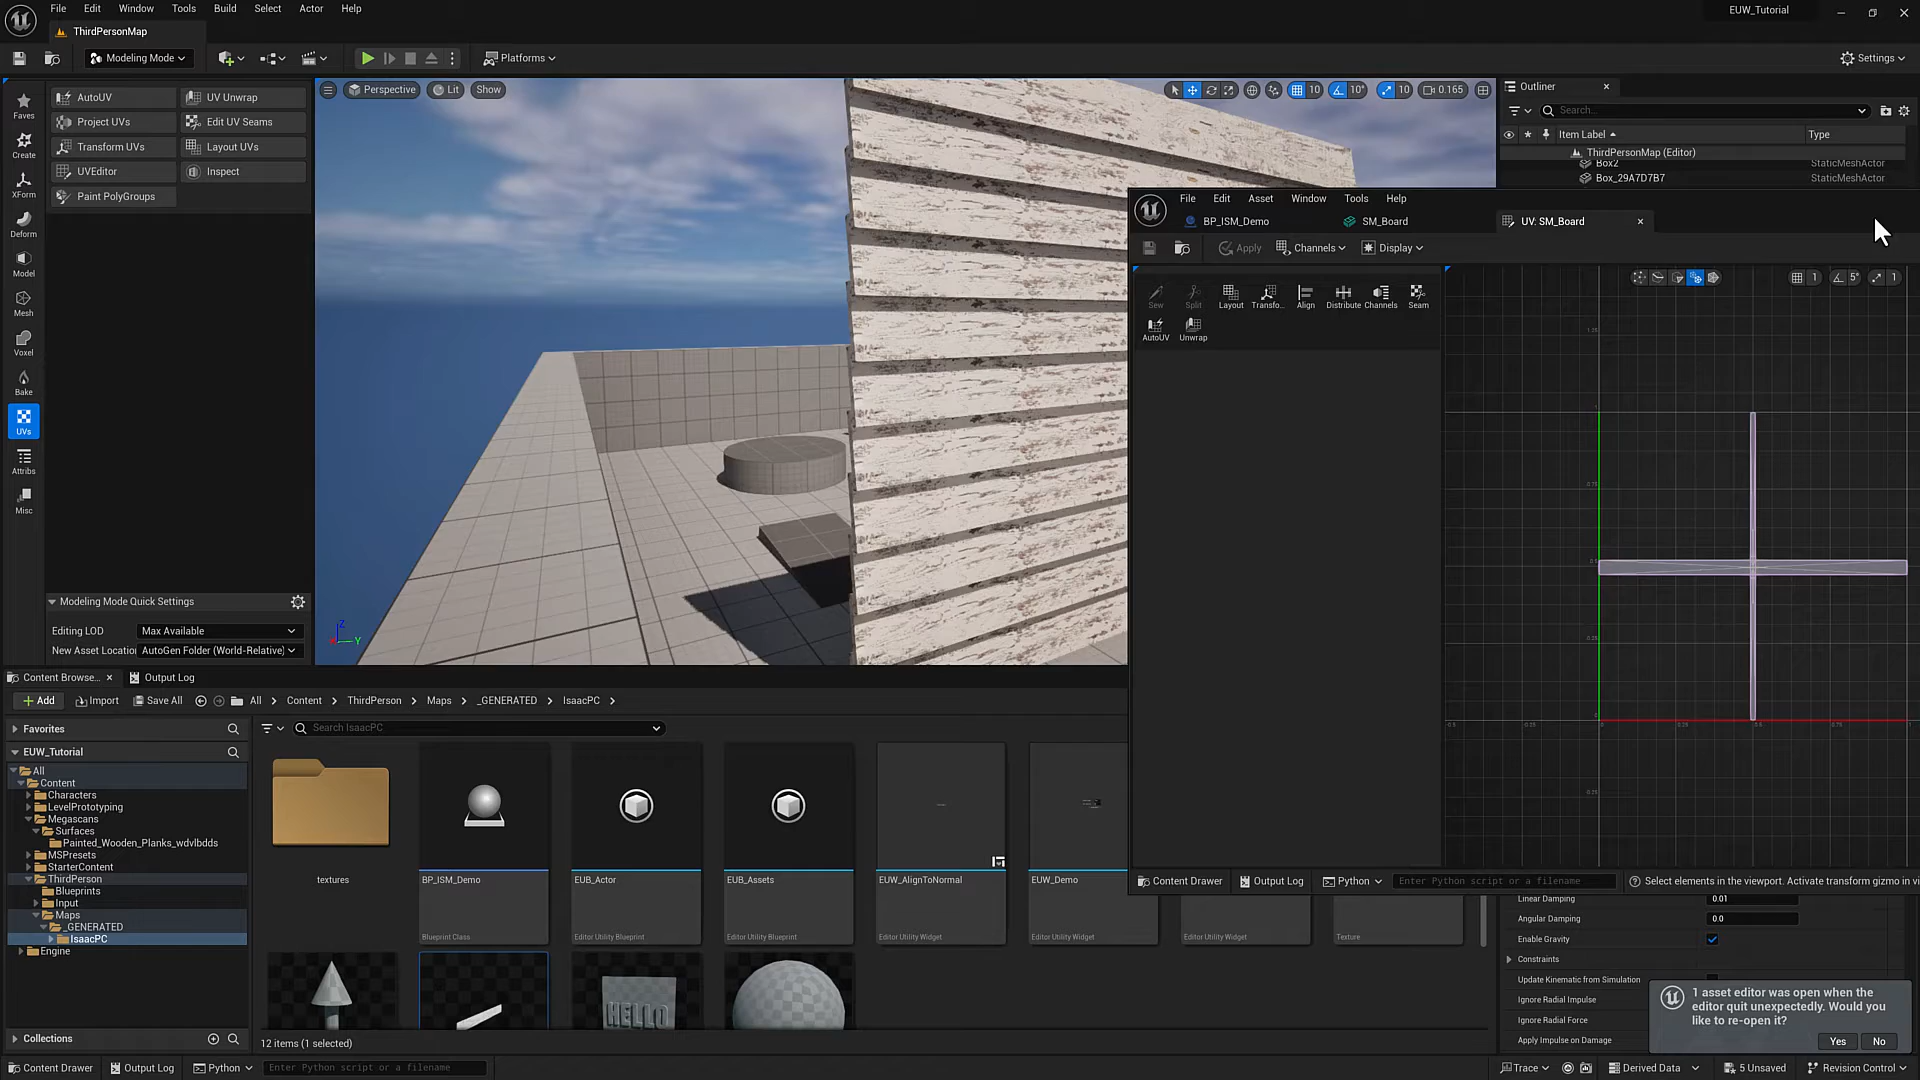 File Edit Window Tools Build Select Actor Help
EUW_Tutorial
ThirdPersonMap
Modeling Mode
Platforms
Settings
Faves
Create
XForm
Deform
Model
Mesh
Voxel
Bake
UVs
Attribs
Misc
AutoUV UV Unwrap
Project UVs Edit UV Seams
Transform UVs Layout UVs
UVEditor Inspect
Paint PolyGroups
Modeling Mode Quick Settings
Editing LOD Max Available
New Asset Location AutoGen Folder (World-Relative)
Perspective Lit Show
10 10° 10 0.165
Z
Y
Outliner
Search...
Item Label Type
ThirdPersonMap (Editor)
Box2 StaticMeshActor
Box_29A7D7B7 StaticMeshActor
File Edit Asset Window Tools Help
BP_ISM_Demo SM_Board UV: SM_Board
Apply Channels Display
Sew Split Layout Transfo... Align Distribute Channels Seam
AutoUV Unwrap
1 5° 1
Content Drawer Output Log Python Enter Python script or a filename
Select elements in the viewport. Activate transform gizmo in vi
Content Browse... Output Log
Add Import Save All All Content ThirdPerson Maps _GENERATED IsaacPC
Favorites
Search IsaacPC
EUW_Tutorial
All
Content
Characters
LevelPrototyping
Megascans
Surfaces
Painted_Wooden_Planks_wdvlbdds
MSPresets
StarterContent
ThirdPerson
Blueprints
Input
Maps
_GENERATED
IsaacPC
Engine
Collections
textures
BP_ISM_Demo
Blueprint Class
EUB_Actor
Editor Utility Blueprint
EUB_Assets
Editor Utility Blueprint
EUW_AlignToNormal
Editor Utility Widget
EUW_Demo
Editor Utility Widget
Editor Utility Widget
Texture
HELLO
12 items (1 selected)
Linear Damping 0.01
Angular Damping 0.0
Enable Gravity
Constraints
Update Kinematic from Simulation
Ignore Radial Impulse
Ignore Radial Force
Apply Impulse on Damage
1 asset editor was open when the
editor quit unexpectedly. Would you
like to re-open it?
Yes No
Content Drawer Output Log Python Enter Python script or a filename
Trace Derived Data 5 Unsaved Revision Control